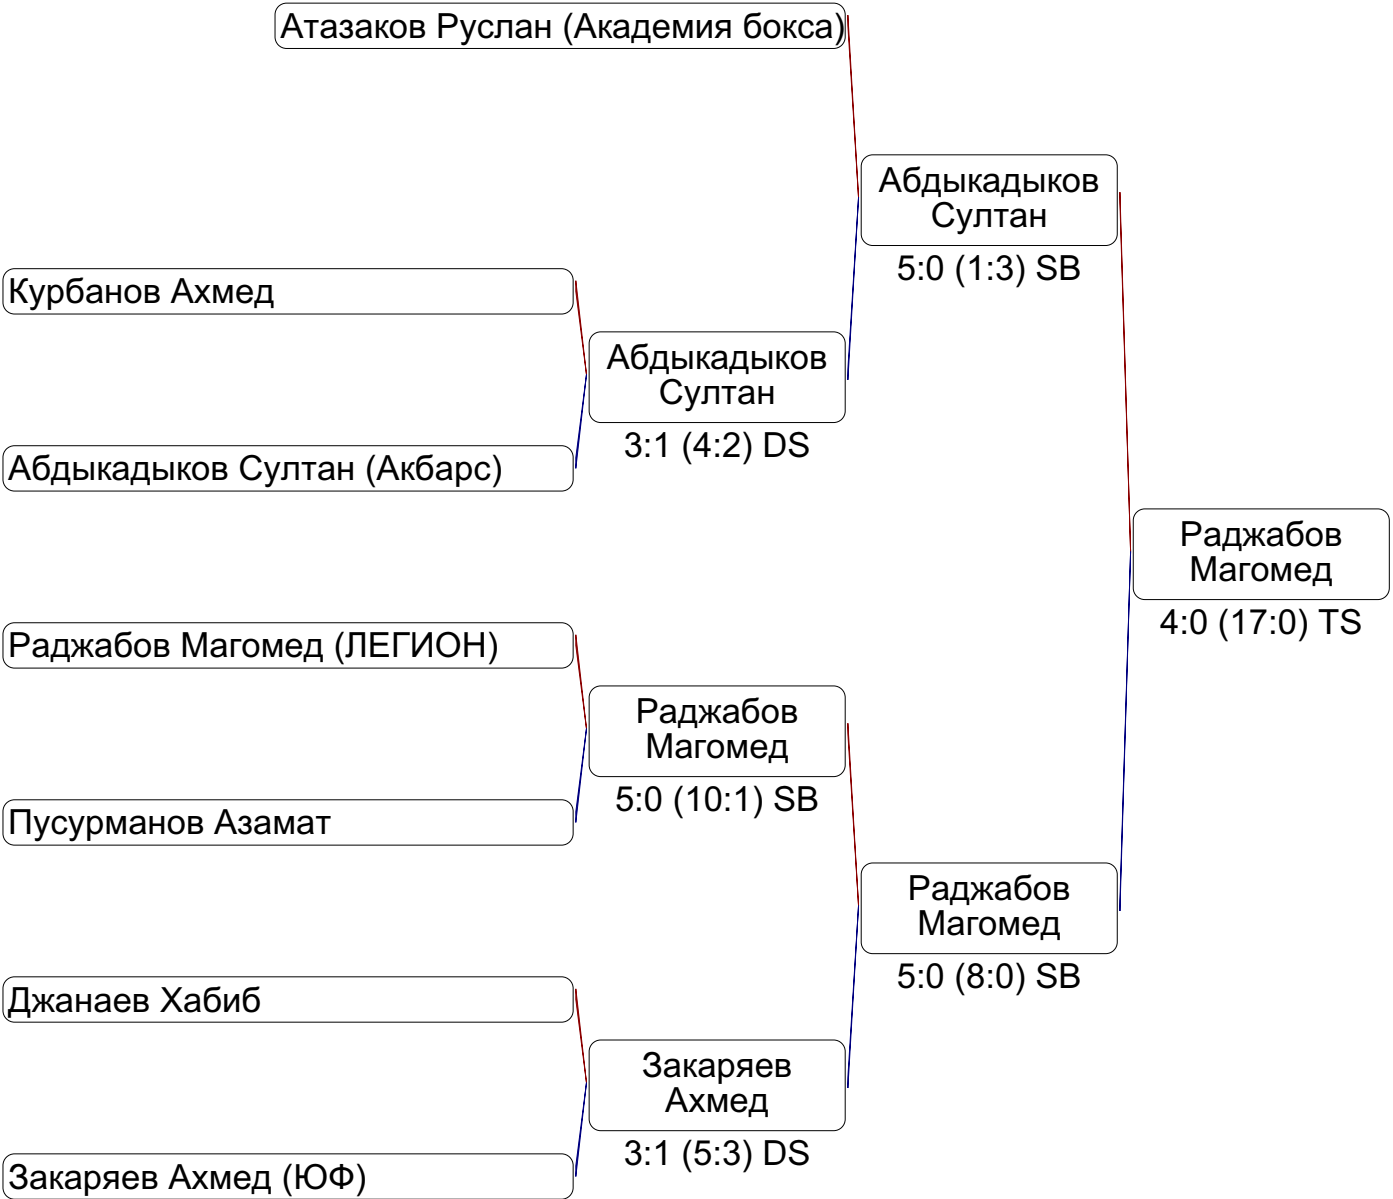 Атазаков Руслан (Академия бокса)
Абдыкадыков
Султан
5:0 (1:3) SB
Курбанов Ахмед
Абдыкадыков
Султан
3:1 (4:2) DS
Абдыкадыков Султан (Акбарс)
Раджабов
Магомед
4:0 (17:0) TS
Раджабов Магомед (ЛЕГИОН)
Раджабов
Магомед
5:0 (10:1) SB
Пусурманов Азамат
Раджабов
Магомед
5:0 (8:0) SB
Джанаев Хабиб
Закаряев
Ахмед
3:1 (5:3) DS
Закаряев Ахмед (ЮФ)